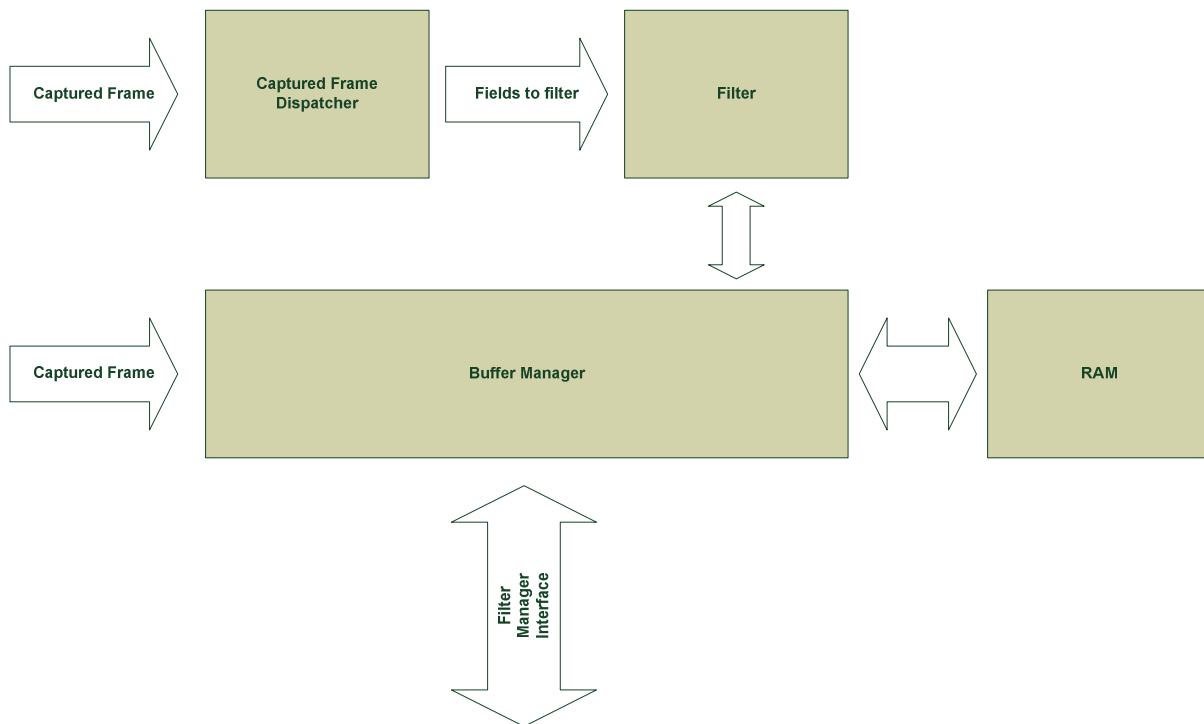 Captured Frame
Captured Frame
Dispatcher
Fields to filter
Filter
Captured Frame
Buffer Manager
RAM
Filter
Manager
Interface